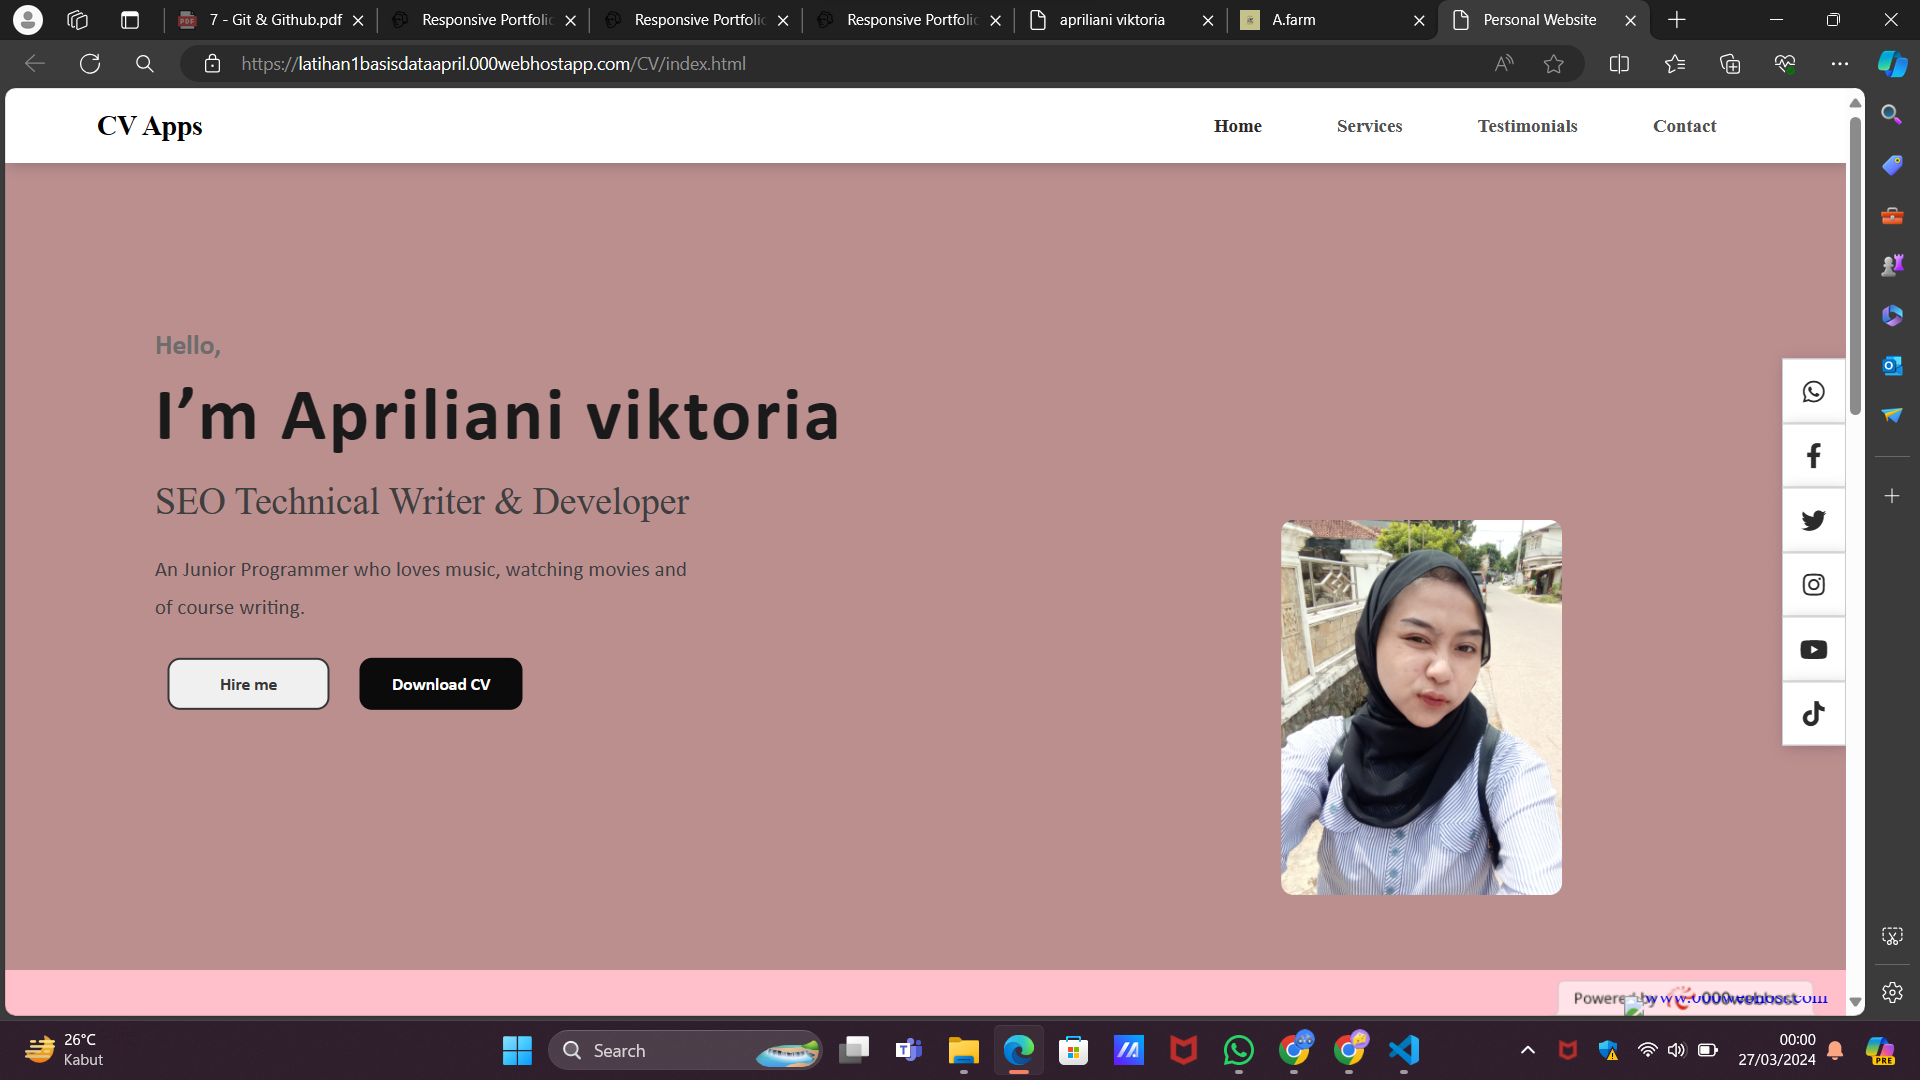 7 - Git & Github.pdf
Responsive Portfolio
Responsive Portfolio
Responsive Portfolio
apriliani viktoria
A.farm
Personal Website
https://latihan1basisdataapril.000webhostapp.com/CV/index.html
CV Apps
Home
Services
Testimonials
Contact
Hello,
I’m Apriliani viktoria
SEO Technical Writer & Developer
An Junior Programmer who loves music, watching movies and
of course writing.
Hire me
Download CV
Powered by 000webhost
www.000webhost.com
26°C
Kabut
Search
00:00
27/03/2024
PRE